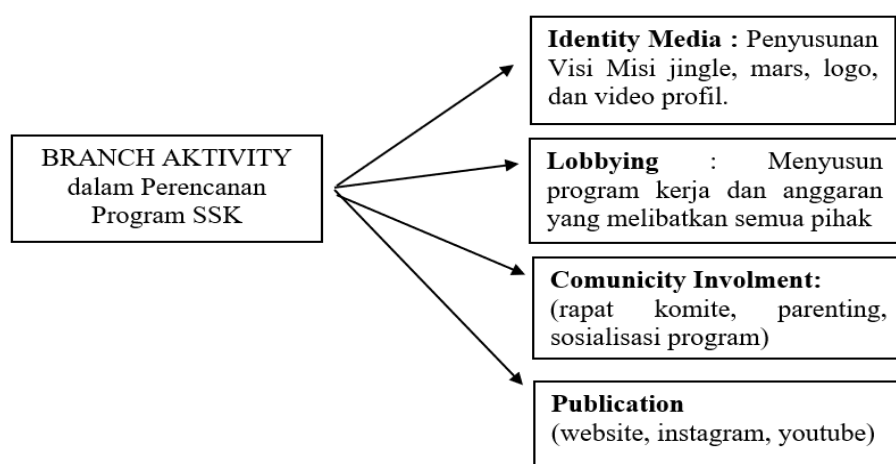 BRANCH AKTIVITY
dalam Perencanan
Program SSK
Identity Media : Penyusunan
Visi Misi jingle, mars, logo,
dan video profil.
Lobbying : Menyusun
program kerja dan anggaran
yang melibatkan semua pihak
Comunicity Involment:
(rapat komite, parenting,
sosialisasi program)
Publication
(website, instagram, youtube)